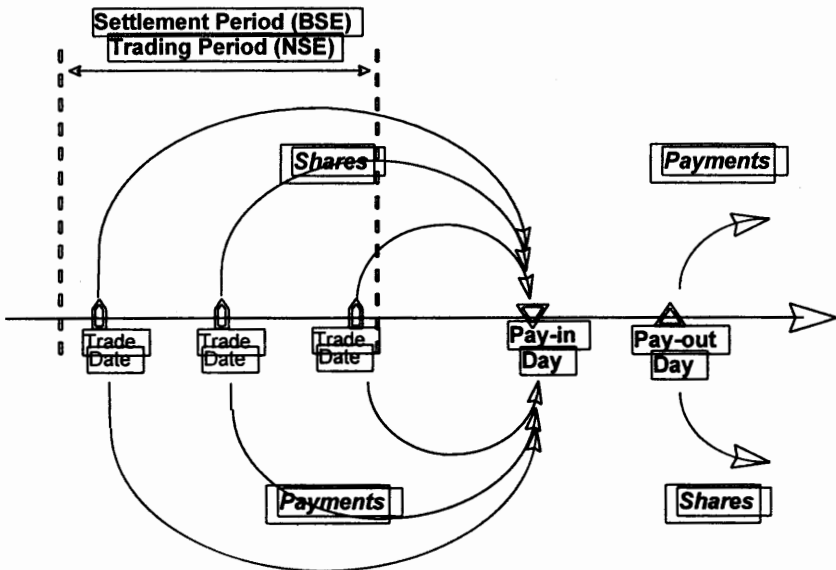 Settlement Period (BSE)
Trading Period (NSE)
Shares
Payments
Trade
Date
Trade
Date
Trade
Date
Pay-in
Day
Pay-out
Day
Payments
Shares